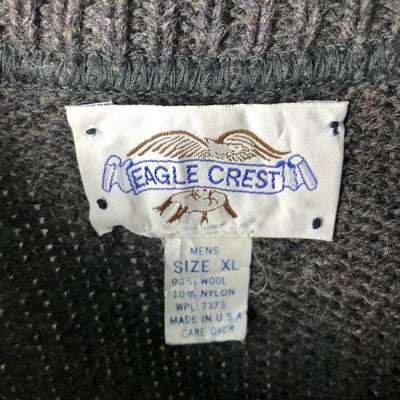 EAGLE CREST
MENS
SIZE XL
90% WOOL
10% NYLON
WPL 7373
MADE IN U.S.A
CARE OVER